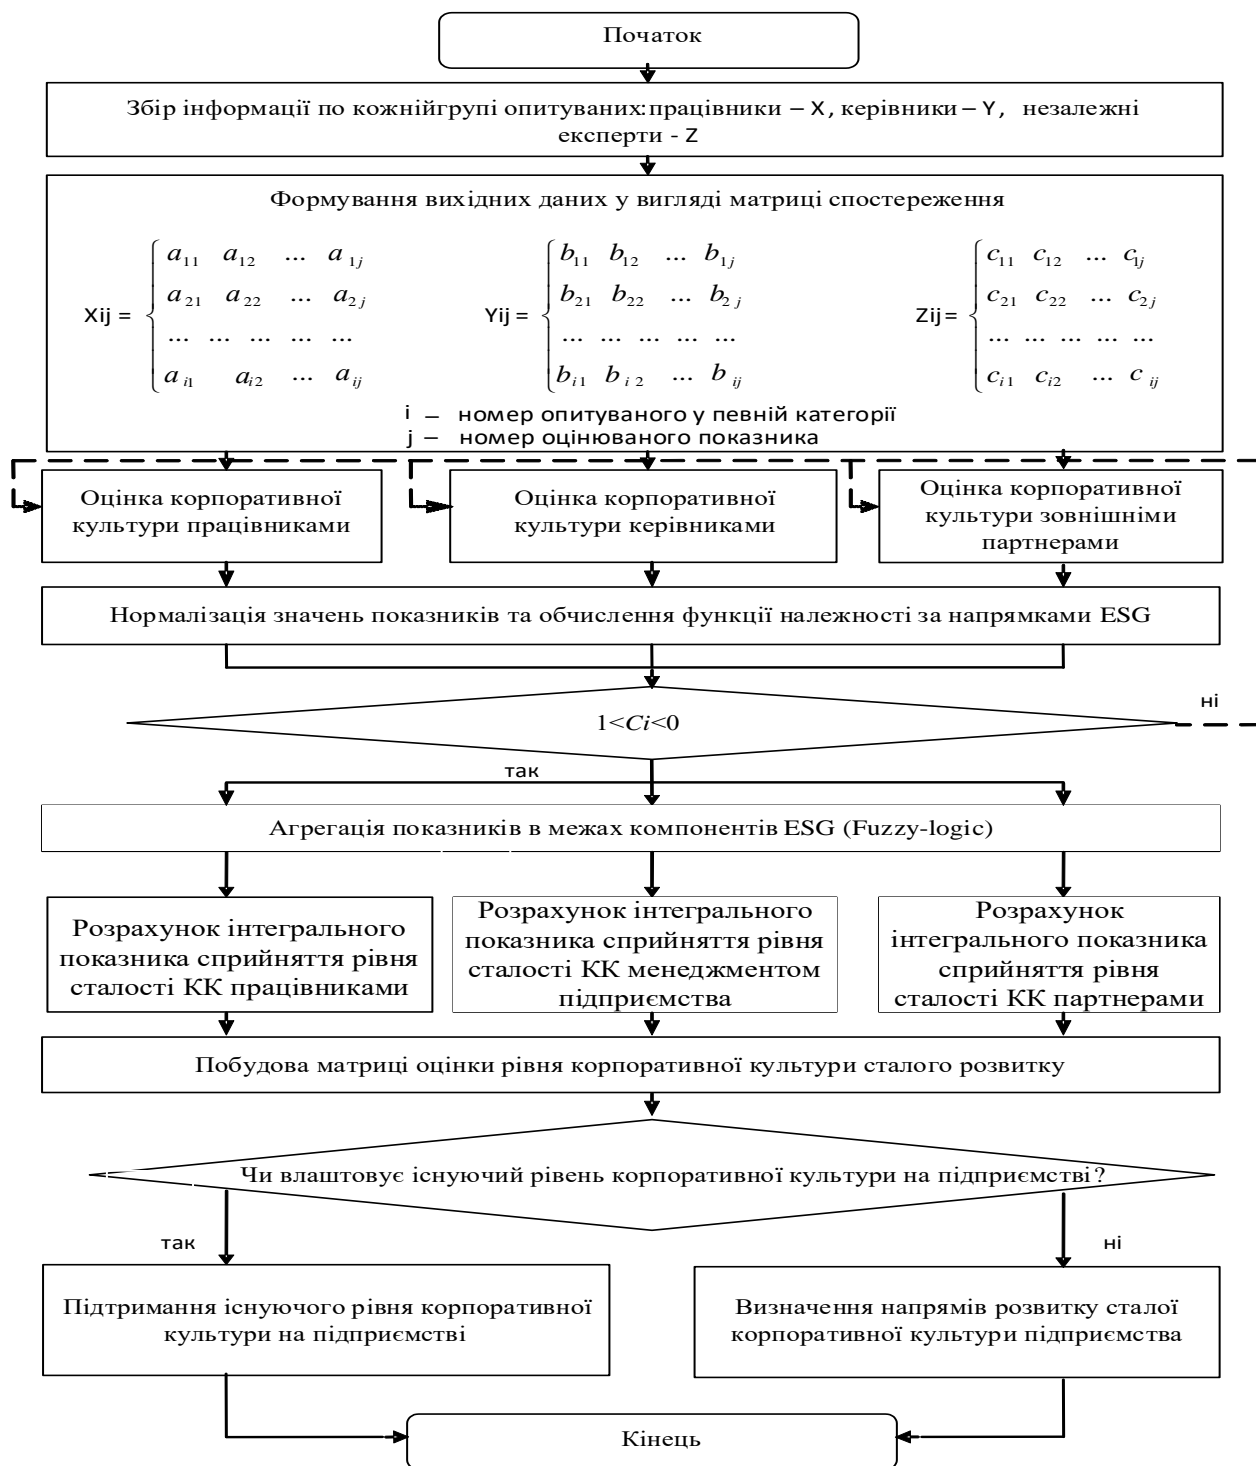 Початок
Збір інформації по кожнійгрупі опитуваних:працівники – X, керівники – Y, незалежні
експерти - Z
Формування вихідних даних у вигляді матриці спостереження
a11 a12 ... a1j
a21 a22 ... a2j
Xij =
... ... ... ... ...
ai1 ai2 ... aij
b11 b12 ... b1j
b21 b22 ... b2j
Yij =
... ... ... ... ...
bi1 bi2 ... bij
c11 c12 ... c1j
c21 c22 ... c2j
Zij =
... ... ... ... ...
ci1 ci2 ... cij
i – номер опитуваного у певній категорії
j – номер оцінюваного показника
Оцінка корпоративної
культури працівниками
Оцінка корпоративної
культури керівниками
Оцінка корпоративної
культури зовнішніми
партнерами
Нормалізація значень показників та обчислення функції належності за напрямками ESG
1<Ci<0
ні
так
Агрегація показників в межах компонентів ESG (Fuzzy-logic)
Розрахунок інтегрального
показника сприйняття рівня
сталості КК працівниками
Розрахунок інтегрального
показника сприйняття рівня
сталості КК менеджментом
підприємства
Розрахунок
інтегрального показника
сприйняття рівня
сталості КК партнерами
Побудова матриці оцінки рівня корпоративної культури сталого розвитку
Чи влаштовує існуючий рівень корпоративної культури на підприємстві?
так
ні
Підтримання існуючого рівня корпоративної
культури на підприємстві
Визначення напрямів розвитку сталої
корпоративної культури підприємства
Кінець